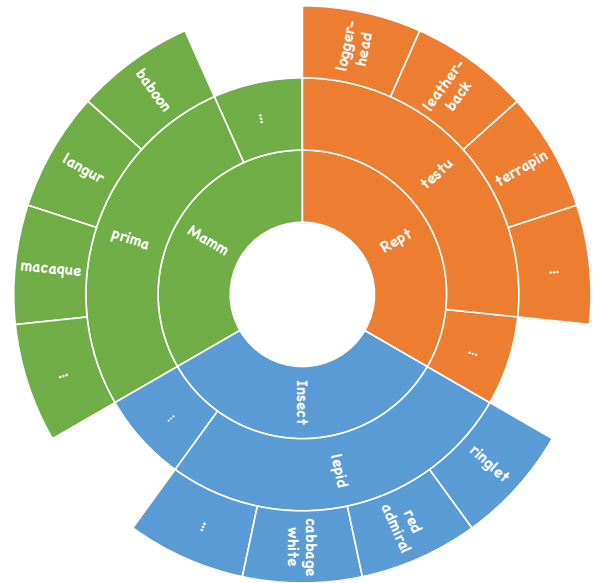 Rept
testu
logger-
head
leather-
back
terrapin
...
...
Insect
lepid
ringlet
red
admiral
cabbage
white
...
...
Mamm
prima
...
macaque
langur
baboon
...